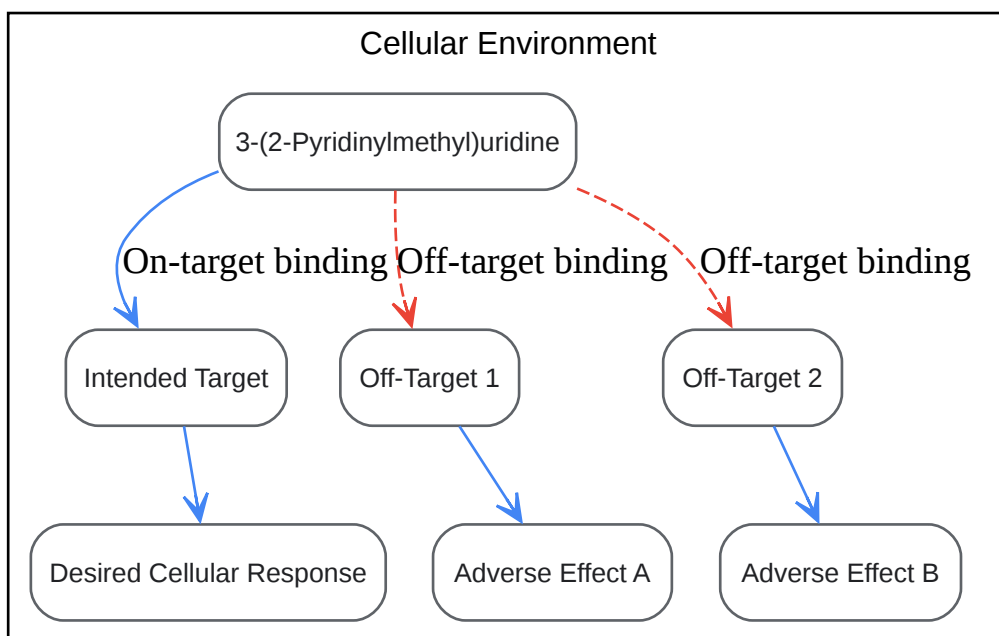 Cellular Environment
3-(2-Pyridinylmethyl)uridine
On-target binding
Off-target binding
Off-target binding
Intended Target
Off-Target 1
Off-Target 2
Desired Cellular Response
Adverse Effect A
Adverse Effect B